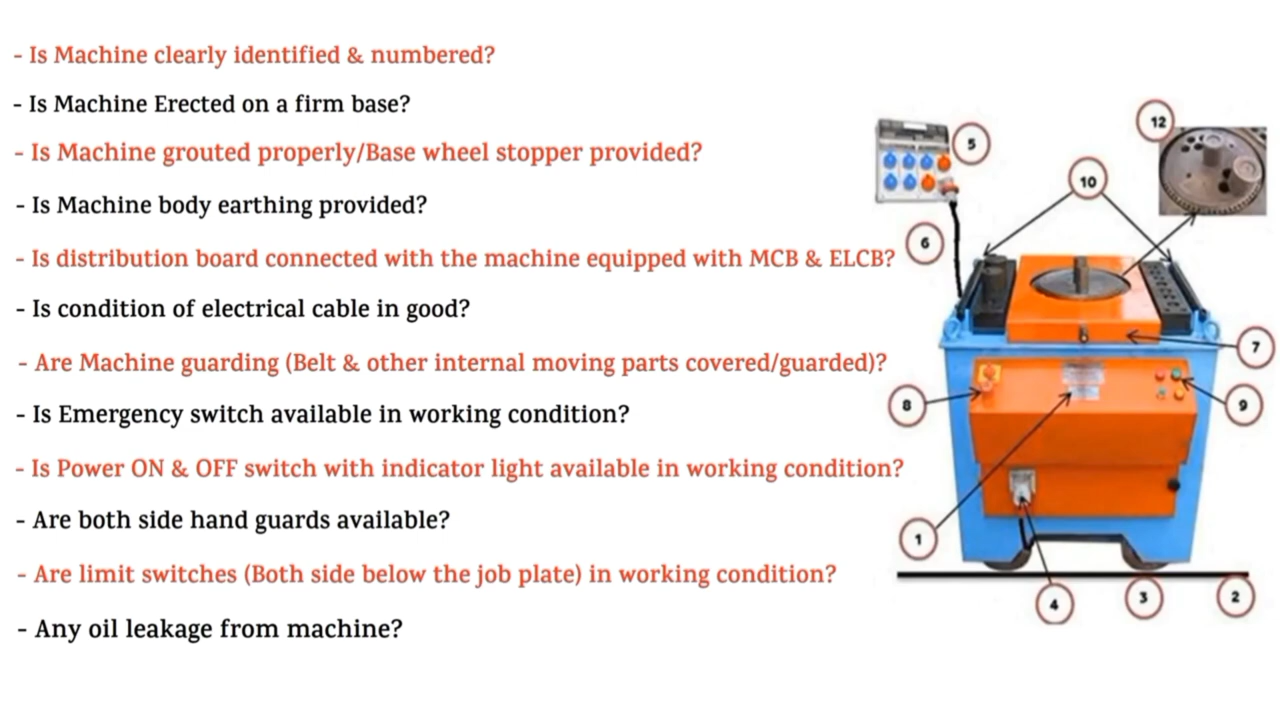 - Is Machine clearly identified & numbered?
- Is Machine Erected on a firm base?
- Is Machine grouted properly/Base wheel stopper provided?
- Is Machine body earthing provided?
- Is distribution board connected with the machine equipped with MCB & ELCB?
- Is condition of electrical cable in good?
- Are Machine guarding (Belt & other internal moving parts covered/guarded)?
- Is Emergency switch available in working condition?
- Is Power ON & OFF switch with indicator light available in working condition?
- Are both side hand guards available?
- Are limit switches (Both side below the job plate) in working condition?
- Any oil leakage from machine?
12
5
10
6
7
8
9
1
4
3
2